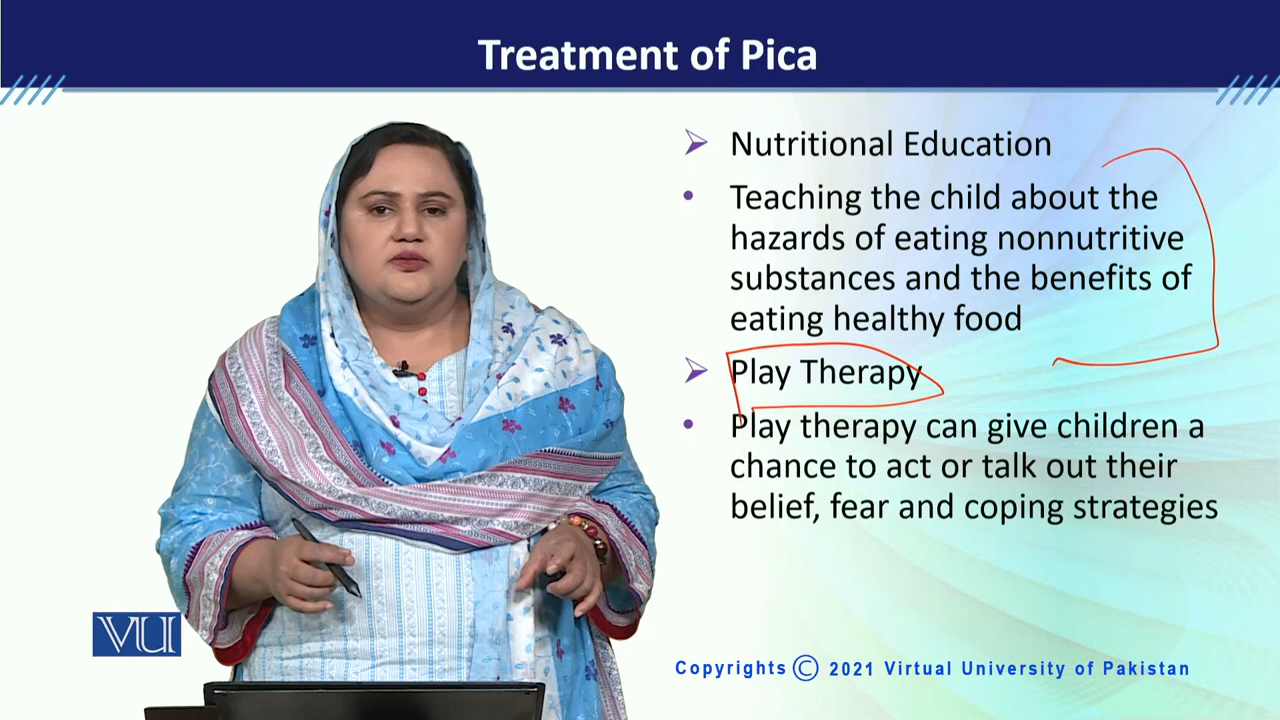 Treatment of Pica
Nutritional Education
Teaching the child about the
hazards of eating nonnutritive
substances and the benefits of
eating healthy food
Play Therapy
Play therapy can give children a
chance to act or talk out their
belief, fear and coping strategies
VU
Copyrights © 2021 Virtual University of Pakistan